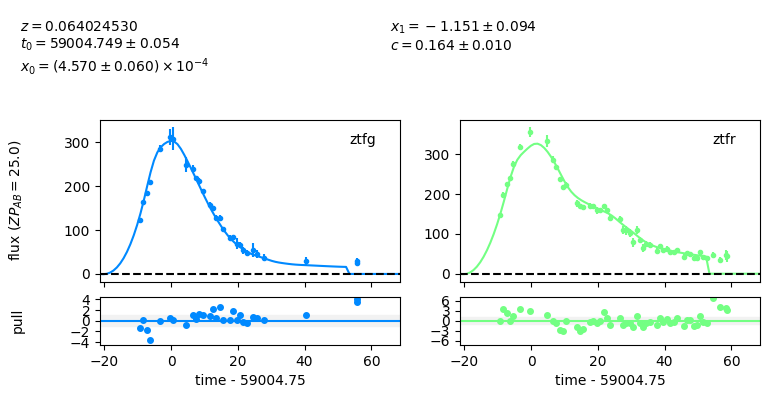 z = 0.064024530
t₀ = 59004.749 ± 0.054
x₀ = (4.570 ± 0.060) × 10⁻⁴
x₁ = −1.151 ± 0.094
c = 0.164 ± 0.010
flux (ZP_AB = 25.0)
ztfg
300
200
100
0
ztfr
300
200
100
0
pull
4
2
0
−2
−4
6
3
0
−3
−6
−20 0 20 40 60
−20 0 20 40 60
time - 59004.75
time - 59004.75